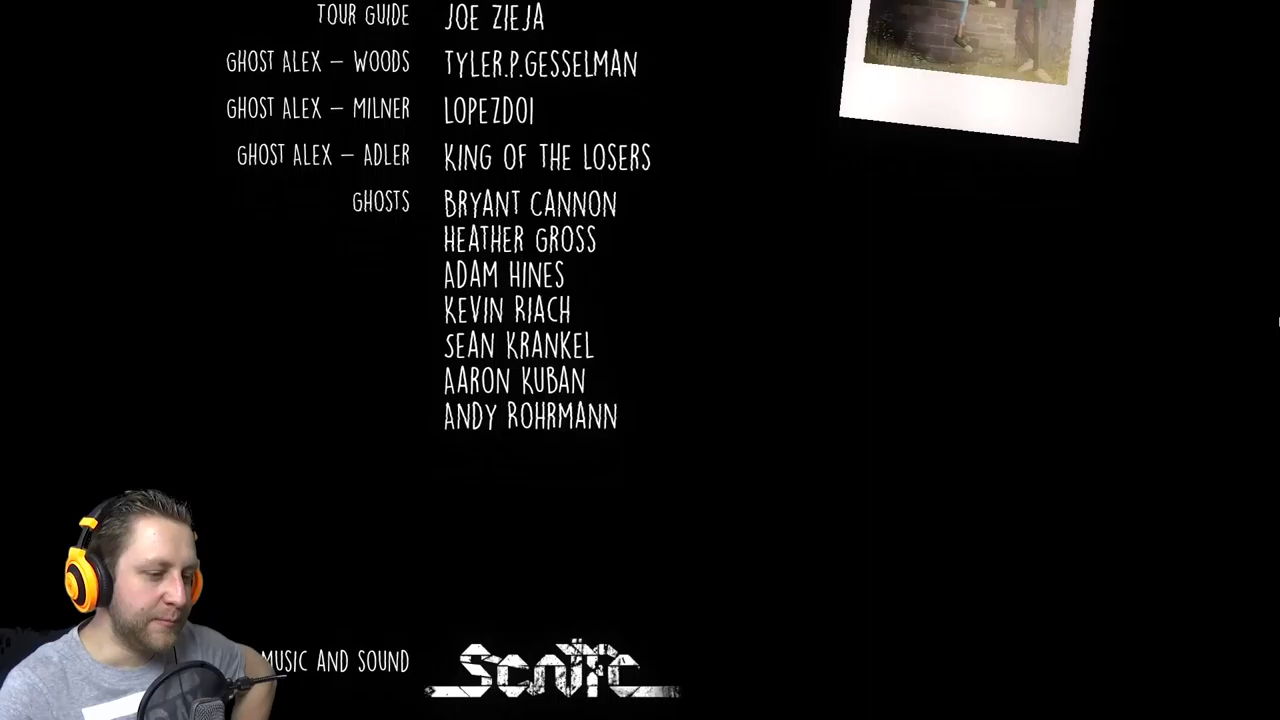 TOUR GUIDE JOE ZIEJA
GHOST ALEX – WOODS TYLER.P.GESSELMAN
GHOST ALEX – MILNER LOPEZDOI
GHOST ALEX – ADLER KING OF THE LOSERS
GHOSTS BRYANT CANNON
HEATHER GROSS
ADAM HINES
KEVIN RIACH
SEAN KRANKEL
AARON KUBAN
ANDY ROHRMANN
MUSIC AND SOUND scntfc